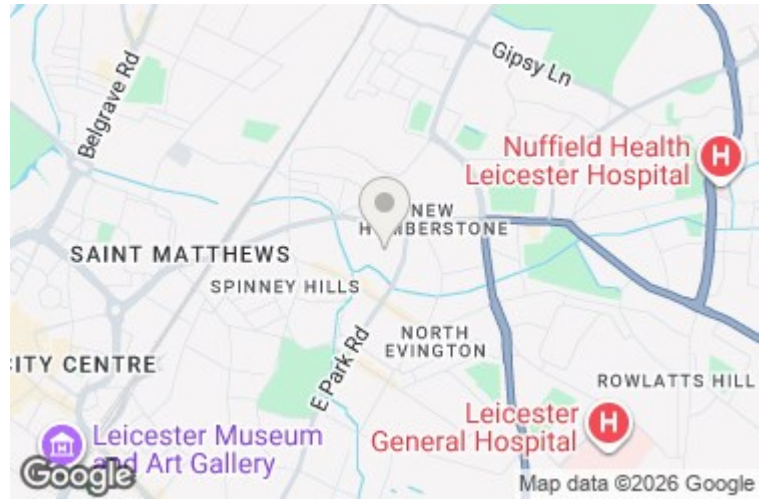 Belgrave Rd
Gipsy Ln
Nuffield Health
Leicester Hospital
H
NEW
HUMBERSTONE
SAINT MATTHEWS
SPINNEY HILLS
NORTH
EVINGTON
E Park Rd
CITY CENTRE
ROWLATTS HILL
Leicester
General Hospital
H
Leicester Museum
and Art Gallery
Google
Map data ©2026 Google